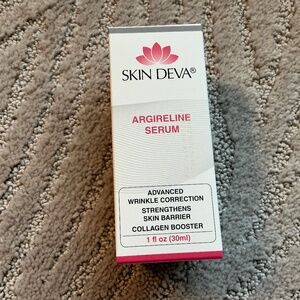 SKIN DEVA®
ARGIRELINE
SERUM
ADVANCED
WRINKLE CORRECTION
STRENGTHENS
SKIN BARRIER
COLLAGEN BOOSTER
1 fl oz (30ml)